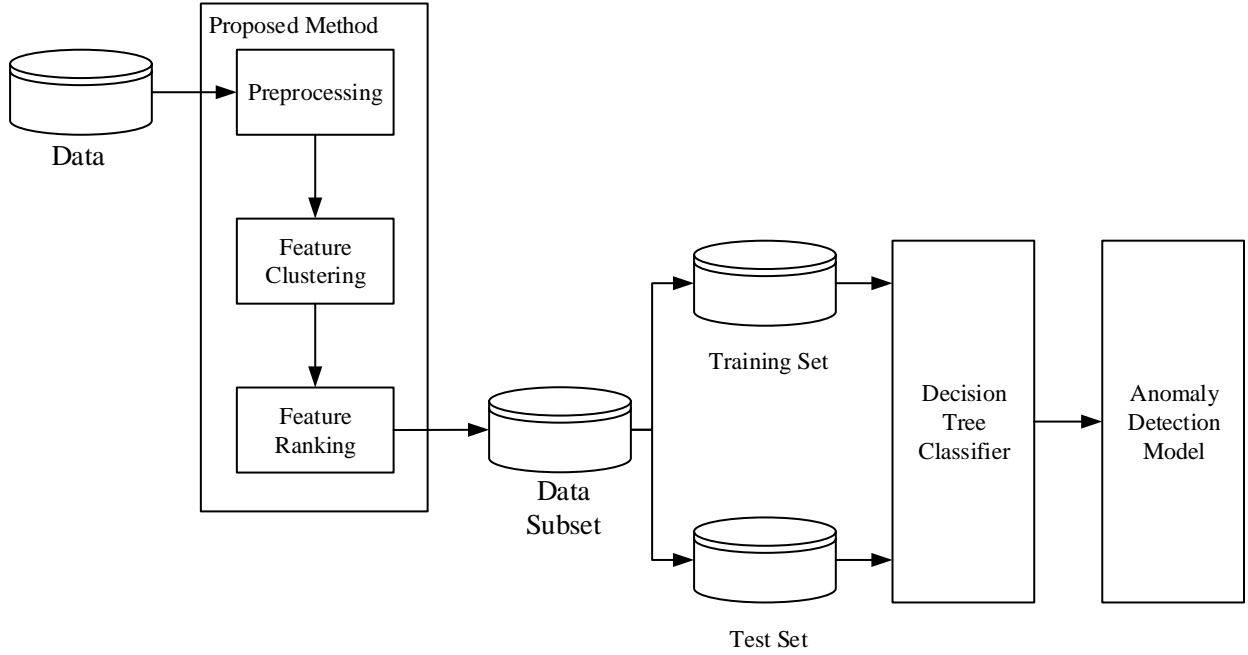 Proposed Method
Preprocessing
Data
Feature
Clustering
Feature
Ranking
Data
Subset
Training Set
Test Set
Decision
Tree
Classifier
Anomaly
Detection
Model